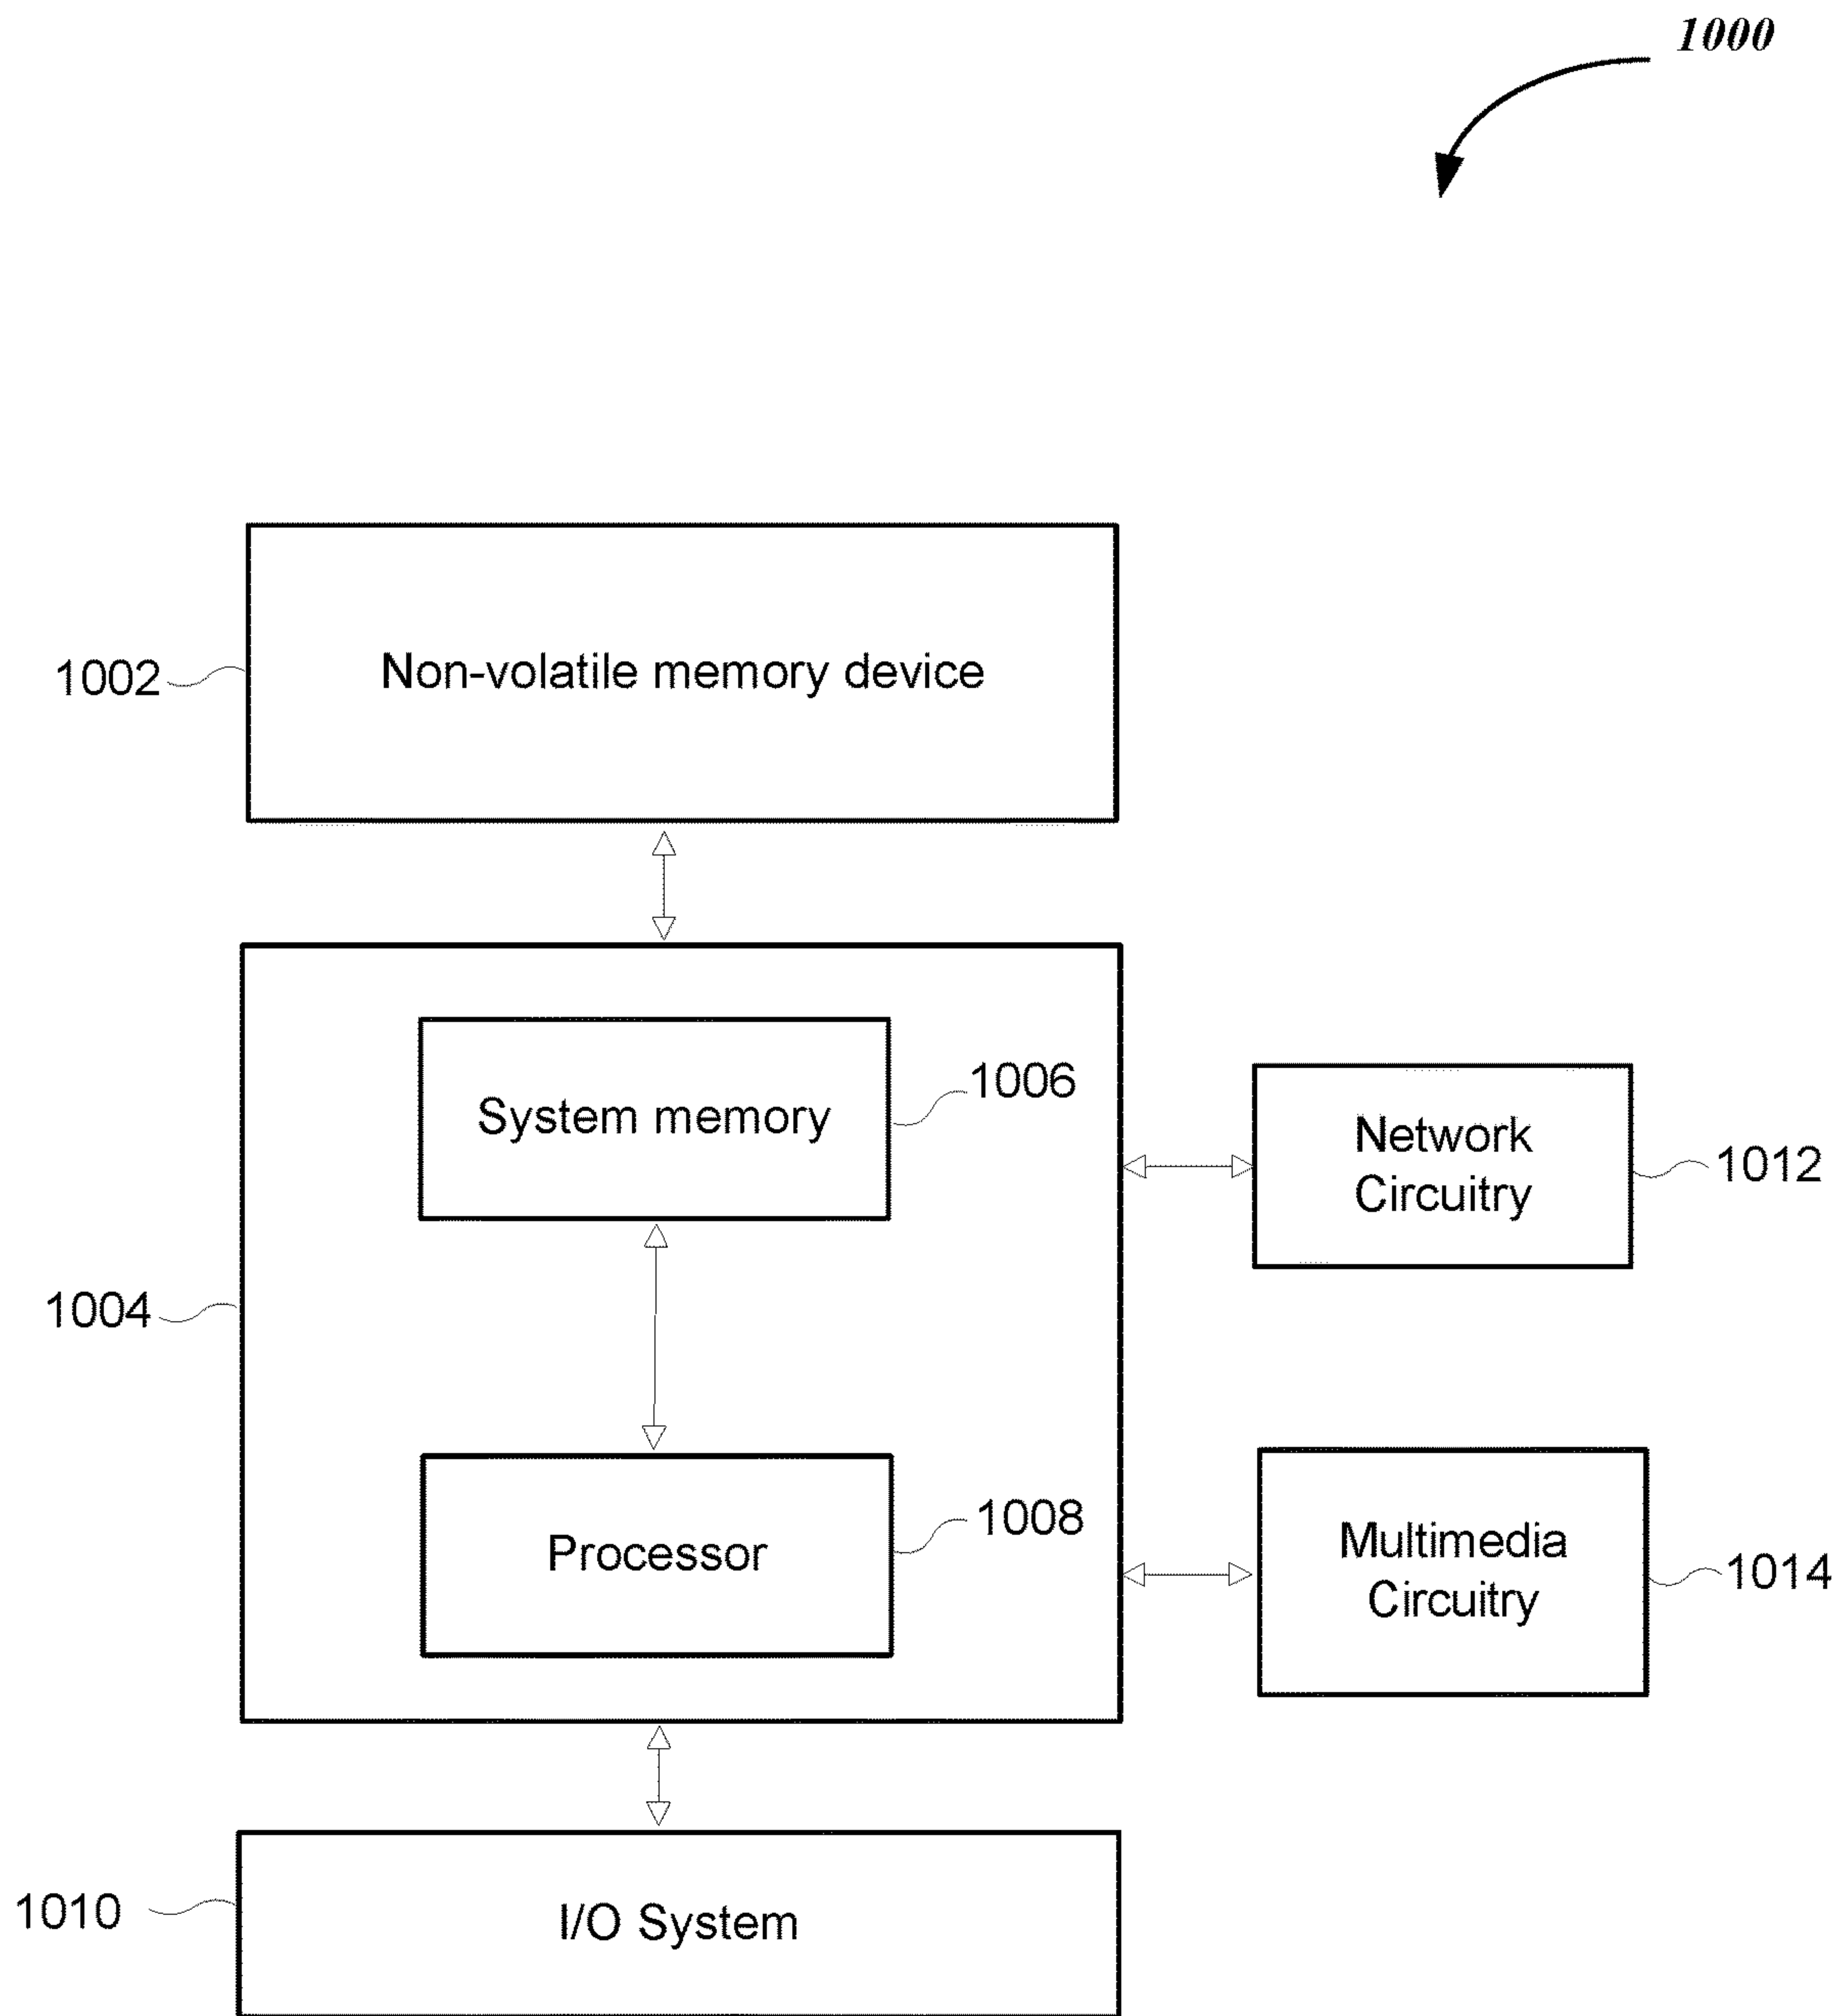 1000
1002
Non-volatile memory device
System memory
1006
Network
Circuitry
1012
1004
Processor
1008
Multimedia
Circuitry
1014
1010
I/O System